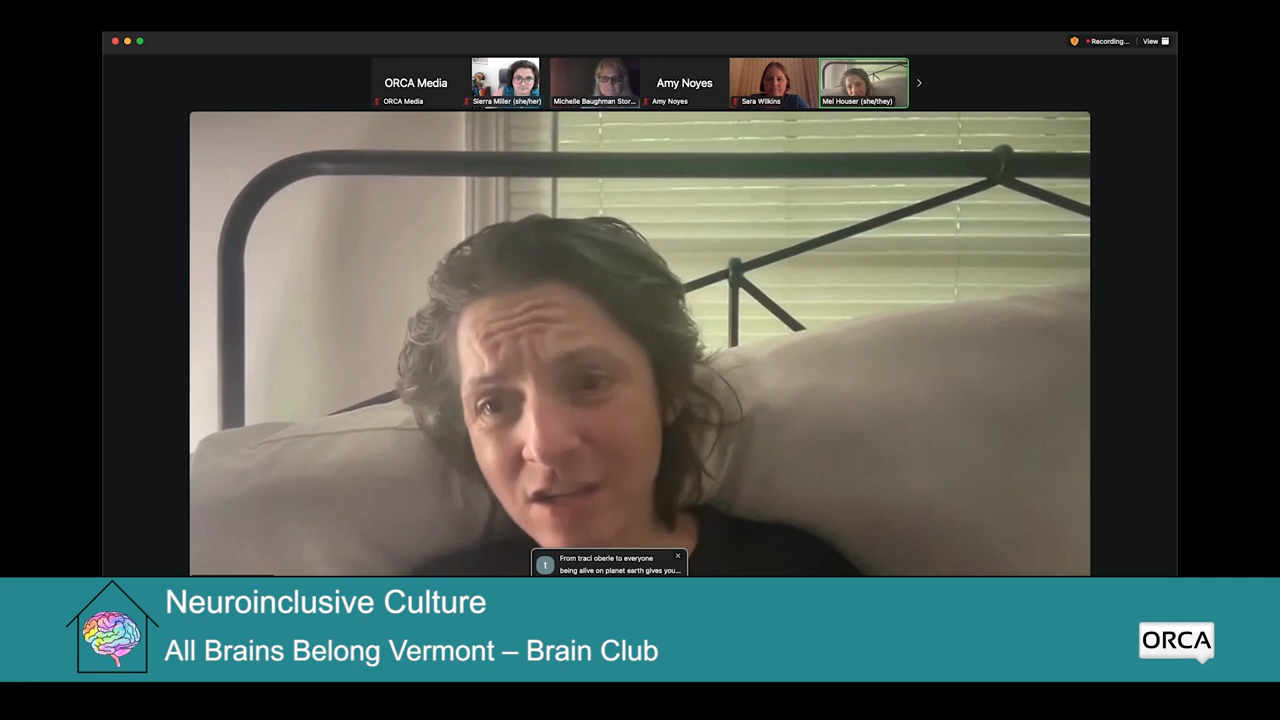 Recording...
View
ORCA Media
Amy Noyes
ORCA Media
Sierra Miller (she/her)
Michelle Baughman Stor...
Amy Noyes
Sara Wilkins
Mel Houser (she/they)
From traci oberle to everyone
t
being alive on planet earth gives you...
Neuroinclusive Culture
All Brains Belong Vermont – Brain Club
ORCA